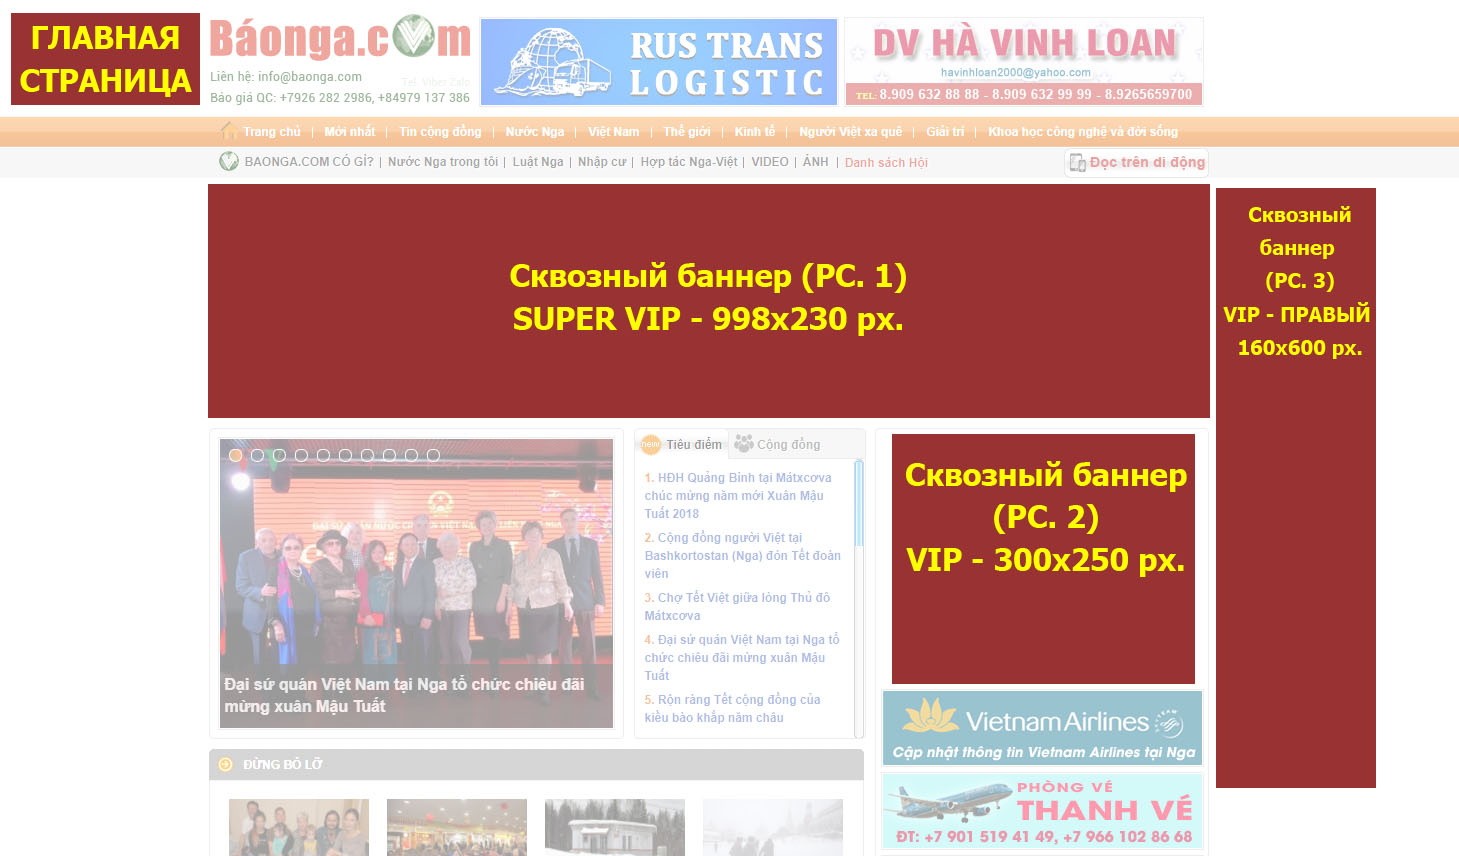 ГЛАВНАЯ
СТРАНИЦА
Báonga.com
Liên hệ: info@baonga.com
Tel. Viber Zalo
Báo giá QC: +7926 282 2986, +84979 137 386
RUS TRANS
LOGISTIC
DV HÀ VINH LOAN
havinhloan2000@yahoo.com
TEL: 8.909 632 88 88 - 8.909 632 99 99 - 8.9265659700
Trang chủ | Mới nhất | Tin cộng đồng | Nước Nga | Việt Nam | Thế giới | Kinh tế | Người Việt xa quê | Giải trí | Khoa học công nghệ và đời sống
BAONGA.COM CÓ GÌ? | Nước Nga trong tôi | Luật Nga | Nhập cư | Hợp tác Nga-Việt | VIDEO | ẢNH | Danh sách Hội
Đọc trên di động
Сквозный баннер (РС. 1)
SUPER VIP - 998x230 px.
Сквозный
баннер
(РС. 3)
VIP - ПРАВЫЙ
160x600 px.
ĐẠI SỨ QUÁN NƯỚC CH
Đại sứ quán Việt Nam tại Nga tổ chức chiêu đãi
mừng xuân Mậu Tuất
new Tiêu điểm
Cộng đồng
1. HĐH Quảng Bình tại Mátxcova
chúc mừng năm mới Xuân Mậu
Tuất 2018
2. Cộng đồng người Việt tại
Bashkortostan (Nga) đón Tết đoàn
viên
3. Chợ Tết Việt giữa lòng Thủ đô
Mátxcova
4. Đại sứ quán Việt Nam tại Nga tổ
chức chiêu đãi mừng xuân Mậu
Tuất
5. Rộn ràng Tết cộng đồng của
kiều bào khắp năm châu
Сквозный баннер
(РС. 2)
VIP - 300x250 px.
Vietnam Airlines
Cập nhật thông tin Vietnam Airlines tại Nga
PHÒNG VÉ
THANH VÉ
ĐT: +7 901 519 41 49, +7 966 102 86 68
ĐỪNG BỎ LỠ